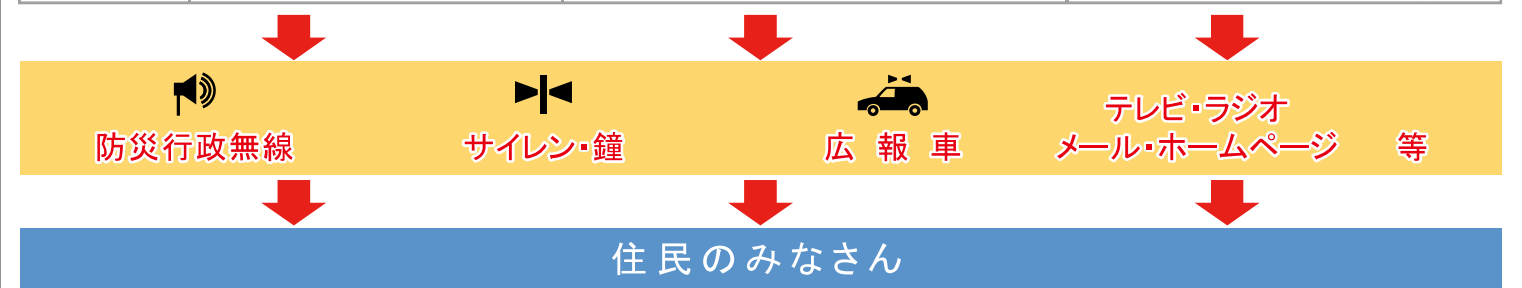 テレビ・ラジオ
防災行政無線 サイレン・鐘 広報車 メール・ホームページ 等
住民のみなさん